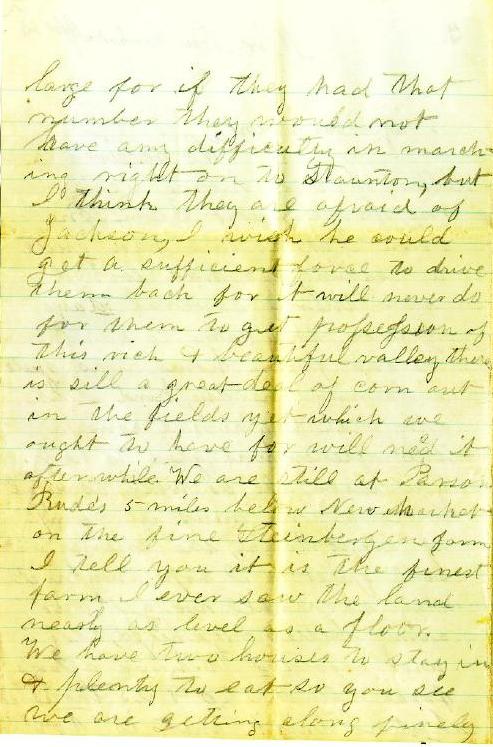 large for if they had that
number they would not
have any difficulty in march-
ing right on to Staunton, but
I think they are afraid of
Jackson, I wish he could
get a sufficient force to drive
them back for it will never do
for them to get possession of
this rich & beautiful valley there
is sill a great deal of corn out
in the fields yet which we
ought to have for will need it
after while. We are still at Parson
Rude's 5 miles below New Market
on the fine Steinbergen farm
I tell you it is the finest
farm I ever saw the land
nearly as level as a floor.
We have two houses to stay in
& plenty to eat so you see
we are getting along finely